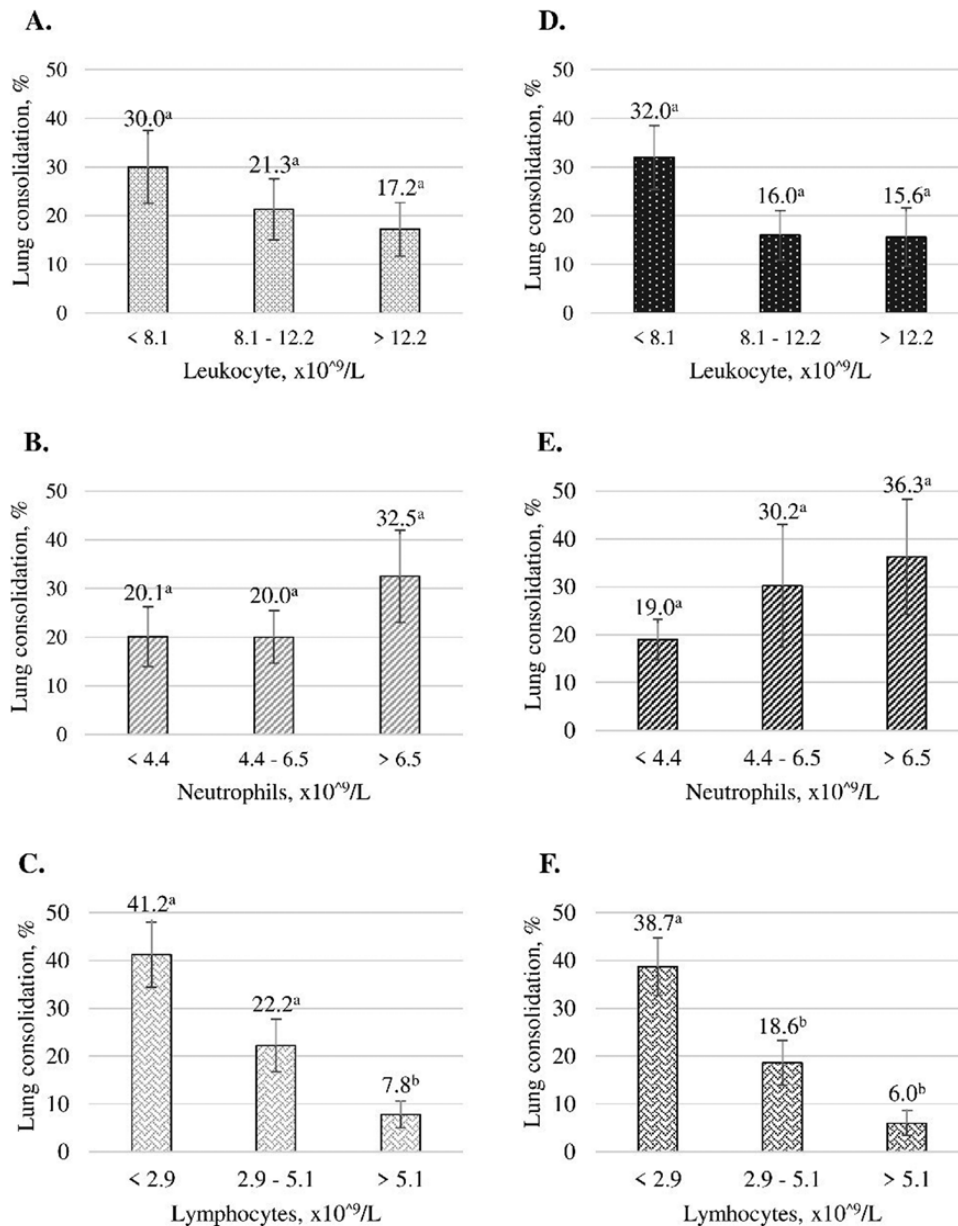 A.
Lung consolidation, %
50
40
30
20
10
0
30.0ᵃ
21.3ᵃ
17.2ᵃ
< 8.1
8.1 - 12.2
> 12.2
Leukocyte, x10^9/L
D.
Lung consolidation, %
50
40
30
20
10
0
32.0ᵃ
16.0ᵃ
15.6ᵃ
< 8.1
8.1 - 12.2
> 12.2
Leukocyte, x10^9/L
B.
Lung consolidation, %
50
40
30
20
10
0
20.1ᵃ
20.0ᵃ
32.5ᵃ
< 4.4
4.4 - 6.5
> 6.5
Neutrophils, x10^9/L
E.
Lung consolidation, %
50
40
30
20
10
0
19.0ᵃ
30.2ᵃ
36.3ᵃ
< 4.4
4.4 - 6.5
> 6.5
Neutrophils, x10^9/L
C.
Lung consolidation, %
50
40
30
20
10
0
41.2ᵃ
22.2ᵃ
7.8ᵇ
< 2.9
2.9 - 5.1
> 5.1
Lymphocytes, x10^9/L
F.
Lung consolidation, %
50
40
30
20
10
0
38.7ᵃ
18.6ᵇ
6.0ᵇ
< 2.9
2.9 - 5.1
> 5.1
Lymhocytes, x10^9/L